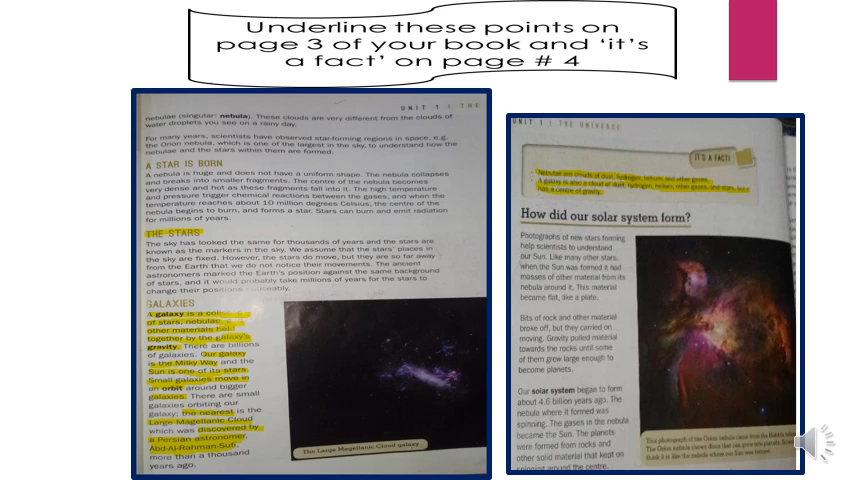 Underline these points on
page 3 of your book and ‘it's
a fact’ on page # 4
UNIT 1 | THE
nebulae (singular: nebula). These clouds are very different from the clouds of
water droplets you see on a rainy day.
For many years, scientists have observed star-forming regions in space, e.g.
the Orion nebula, which is one of the largest in the sky, to understand how the
nebulae and the stars within them are formed.
A STAR IS BORN
A nebula is huge and does not have a uniform shape. The nebula collapses
and breaks into smaller fragments. The centre of the nebula becomes
very dense and hot as these fragments fall into it. The high temperature
and pressure trigger chemical reactions between the gases, and when the
temperature reaches about 10 million degrees Celsius, the centre of the
nebula begins to burn, and forms a star. Stars can burn and emit radiation
for millions of years.
THE STARS
The sky has looked the same for thousands of years and the stars are
known as the markers in the sky. We assume that the stars' places in
the sky are fixed. However, the stars do move, but they are so far away
from the Earth that we do not notice their movements. The ancient
astronomers marked the Earth's position against the same background
of stars, and it would probably take millions of years for the stars to
change their positions
GALAXIES
A galaxy is a
of stars, nebulae
other materials held
together by the galaxy's
gravity. There are billions
of galaxies. Our galaxy
is the Milky Way and the
Sun is one of its stars.
Small galaxies move in
an orbit around bigger
galaxies. There are small
galaxies orbiting our
galaxy; the nearest is the
Large Magellanic Cloud
which was discovered by
a Persian astronomer,
Abd-Al-Rahman-Sufi,
more than a thousand
years ago.
The Large Magellanic Cloud galaxy
UNIT 1 | THE UNIVERSE
IT'S A FACT!
Nebulae are clouds of dust, hydrogen, helium, and other gases.
A galaxy is also a cloud of dust, hydrogen, helium, other gases, and stars, but it
has a centre of gravity.
How did our solar system form?
Photographs of new stars forming
help scientists to understand
our Sun. Like many other stars,
when the Sun was formed it had
masses of other material from its
nebula around it. This material
became flat, like a plate.
Bits of rock and other material
broke off, but they carried on
moving. Gravity pulled material
towards the rocks until some
of them grew large enough to
become planets.
Our solar system began to form
about 4.6 billion years ago. The
nebula where it formed was
spinning. The gases in the nebula
became the Sun. The planets
were formed from rocks and
other solid material that kept on
spinning around the centre.
This photograph of the Orion nebula came from the Hubble
The Orion nebula shows discs that can grow into planets.
think it is like the nebula where our Sun was formed.